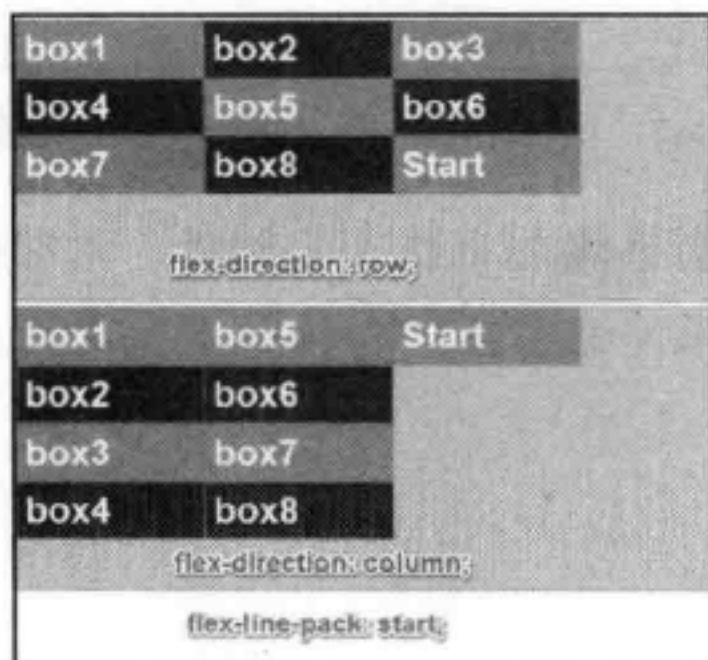 box1 box2 box3
box4 box5 box6
box7 box8 Start
flex-direction: row;
box1 box5 Start
box2 box6
box3 box7
box4 box8
flex-direction: column;
flex-line-pack: start;